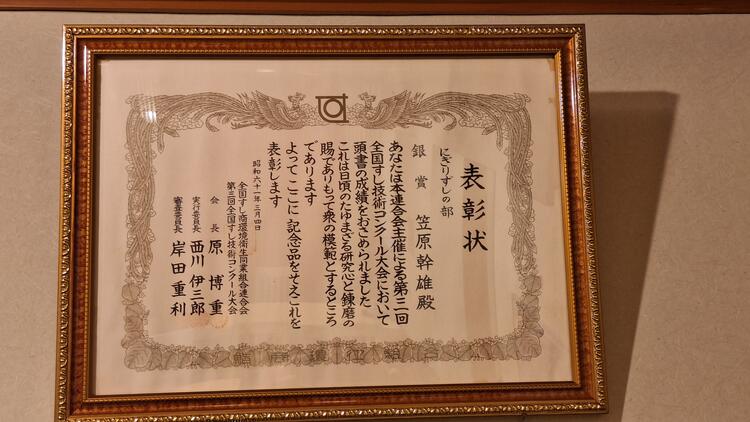 表彰状
にぎりずしの部
銀賞 笠原幹雄殿
あなたは本連合会主催による第三回
全国すし技術コンクール大会において
頭書の成績をおさめられました
これは日頃のたゆまざる研究心と錬磨の
賜でありもって衆の模範とするところ
であります
よってここに記念品をそえこれを
表彰します
昭和六十一年三月四日
全国すし商環境衛生同業組合連合会
第三回全国すし技術コンクール大会
会長 原博重
実行委員長 西川伊三郎
審査委員長 岸田重利